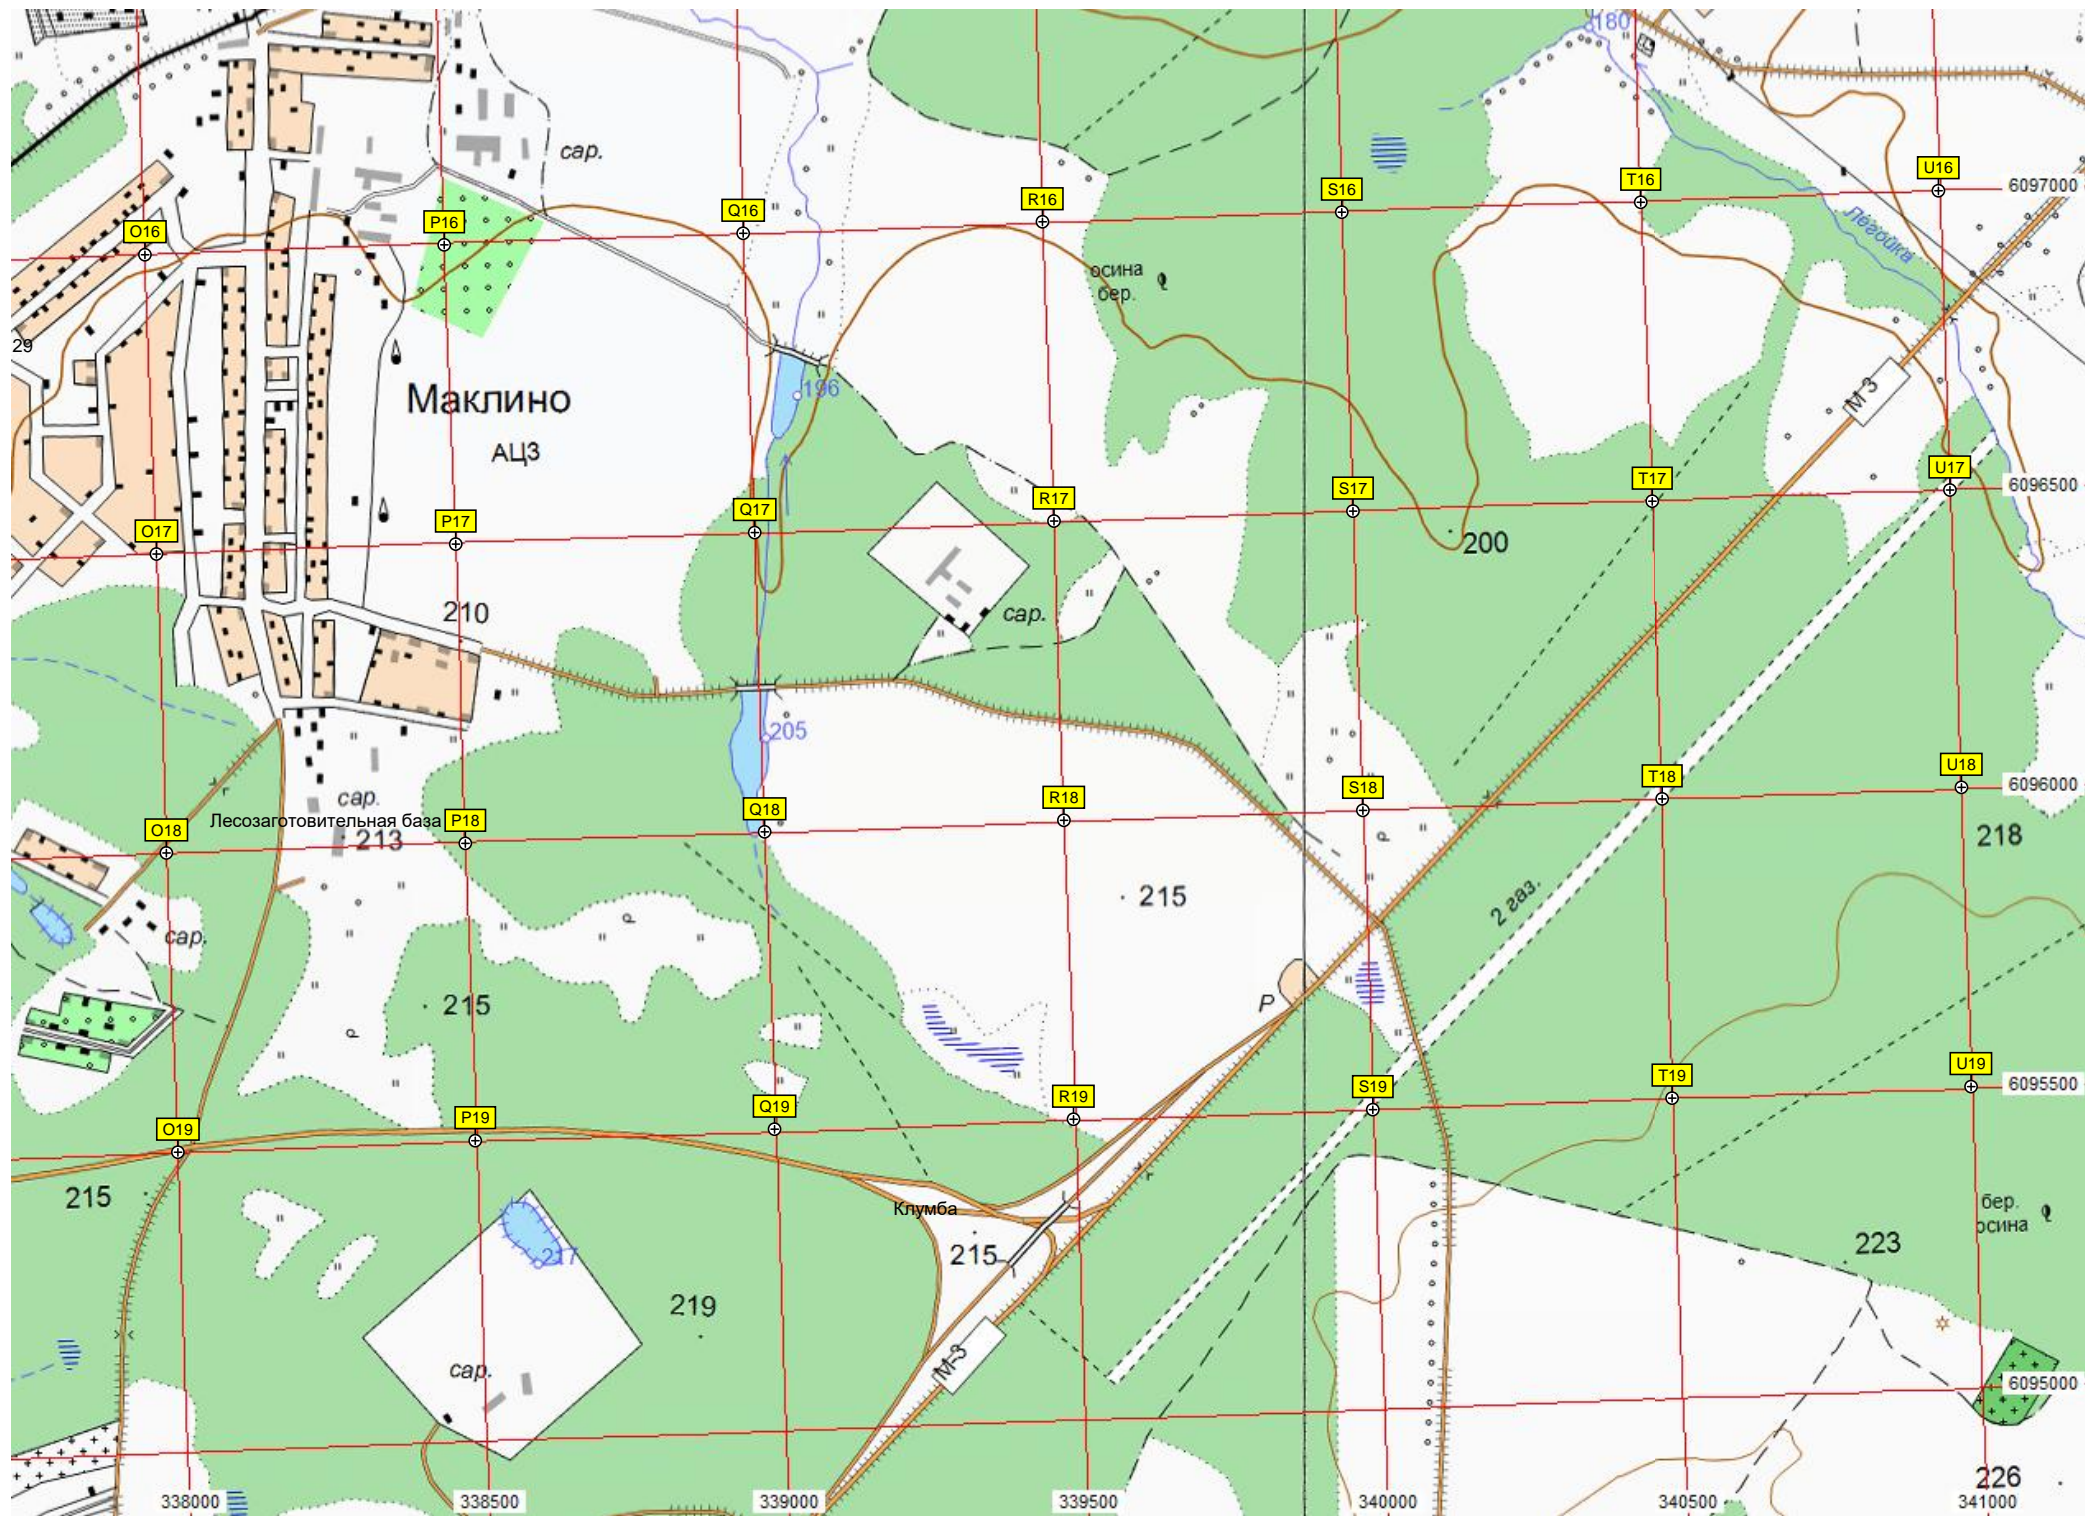 180
сар.
U16
6097000
T16
S16
R16
Q16
P16
O16
Лёгойка
осина
бер.
29
196
М 3
Маклино
АЦЗ
U17
6096500
T17
S17
R17
Q17
P17
O17
200
210
сар.
205
U18
6096000
T18
S18
R18
Q18
P18
O18
сар.
Лесозаготовительная база
213
218
215
2 газ.
Р
Р
сар.
215
Р
Р
U19
6095500
T19
S19
R19
Q19
P19
O19
215
Клумба
бер.
осина
223
215
217
219
М-3
сар.
6095000
226
338000
338500
339000
339500
340000
340500
341000